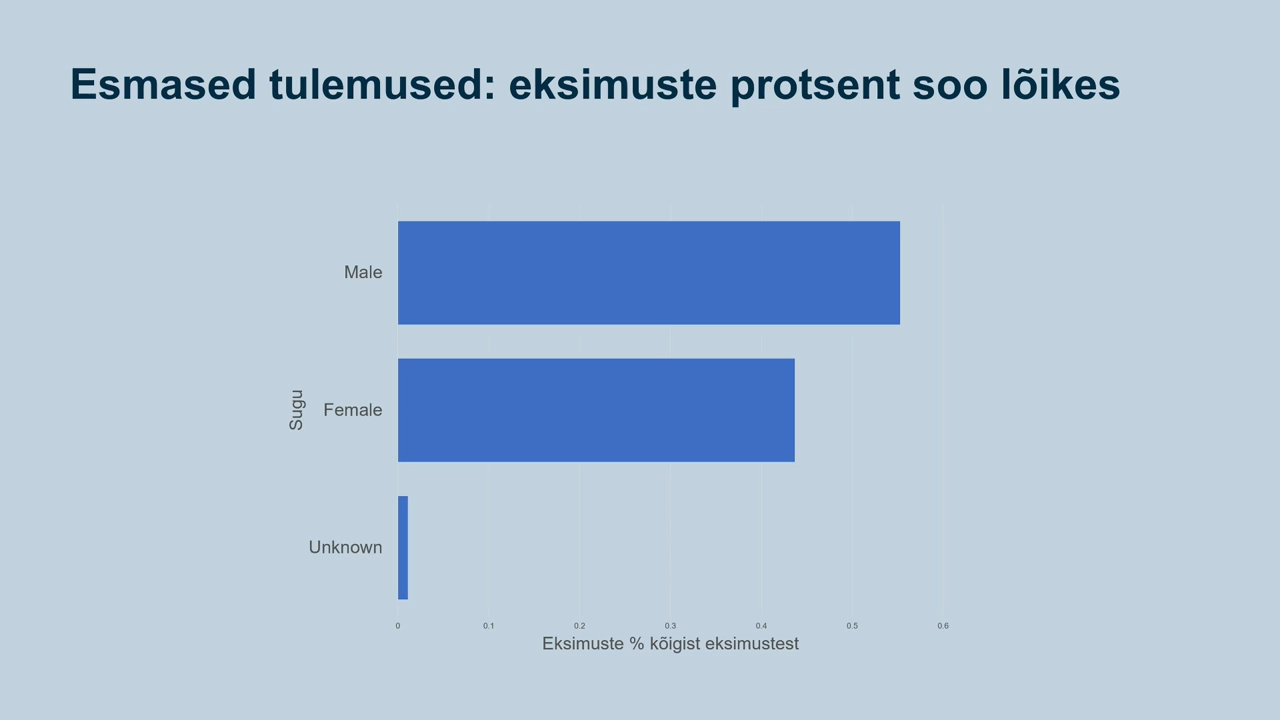 Esmased tulemused: eksimuste protsent soo lõikes
Male
Female
Unknown
Sugu
0 0.1 0.2 0.3 0.4 0.5 0.6
Eksimuste % kõigist eksimustest